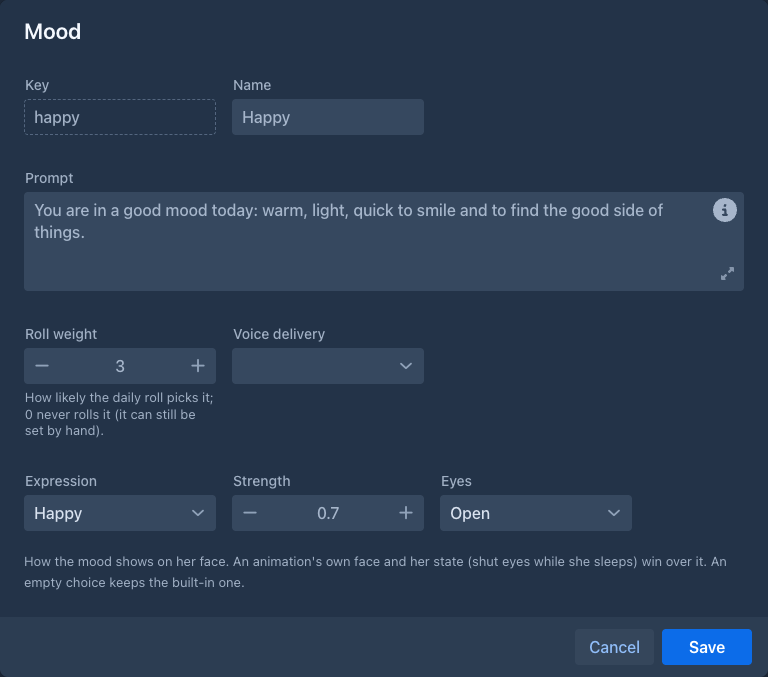 Mood
Key
Name
happy
Happy
Prompt
You are in a good mood today: warm, light, quick to smile and to find the good side of
things.
Roll weight
Voice delivery
3
How likely the daily roll picks it;
0 never rolls it (it can still be
set by hand).
Expression
Strength
Eyes
Happy
0.7
Open
How the mood shows on her face. An animation's own face and her state (shut eyes while she sleeps) win over it. An
empty choice keeps the built-in one.
Cancel
Save